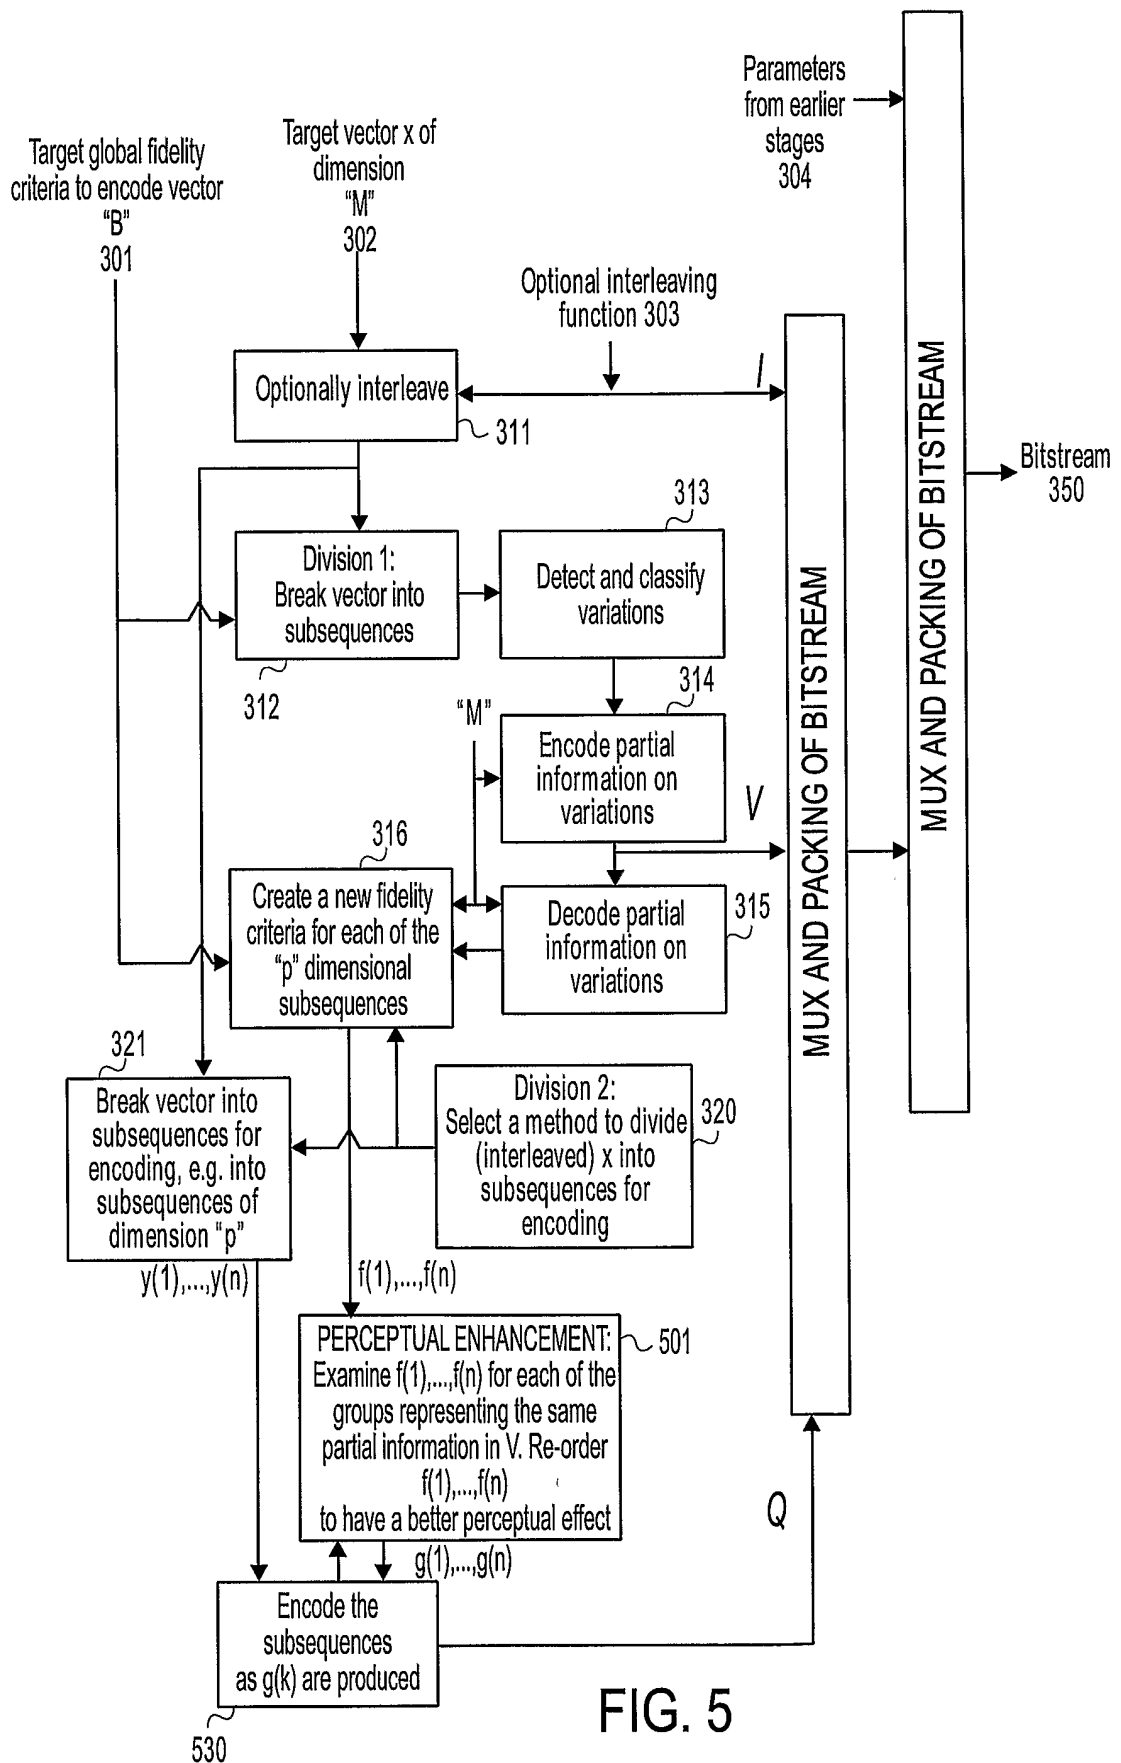 Parameters
from earlier
stages
304
Target vector x of
dimension
“M”
302
Target global fidelity
criteria to encode vector
“B”
301
Optional interleaving
function 303
I
Optionally interleave
311
MUX AND PACKING OF BITSTREAM
Bitstream
350
313
Division 1:
Break vector into
subsequences
312
Detect and classify
variations
MUX AND PACKING OF BITSTREAM
314
“M”
Encode partial
information on
variations
V
316
Create a new fidelity
criteria for each of the
“p” dimensional
subsequences
315
Decode partial
information on
variations
321
Break vector into
subsequences for
encoding, e.g. into
subsequences of
dimension “p”
Division 2:
Select a method to divide
(interleaved) x into
subsequences for
encoding
320
y(1),...,y(n)
f(1),...,f(n)
PERCEPTUAL ENHANCEMENT:
Examine f(1),...,f(n) for each of the
groups representing the same
partial information in V. Re-order
f(1),...,f(n)
to have a better perceptual effect
501
Q
g(1),...,g(n)
Encode the
subsequences
as g(k) are produced
530
FIG. 5